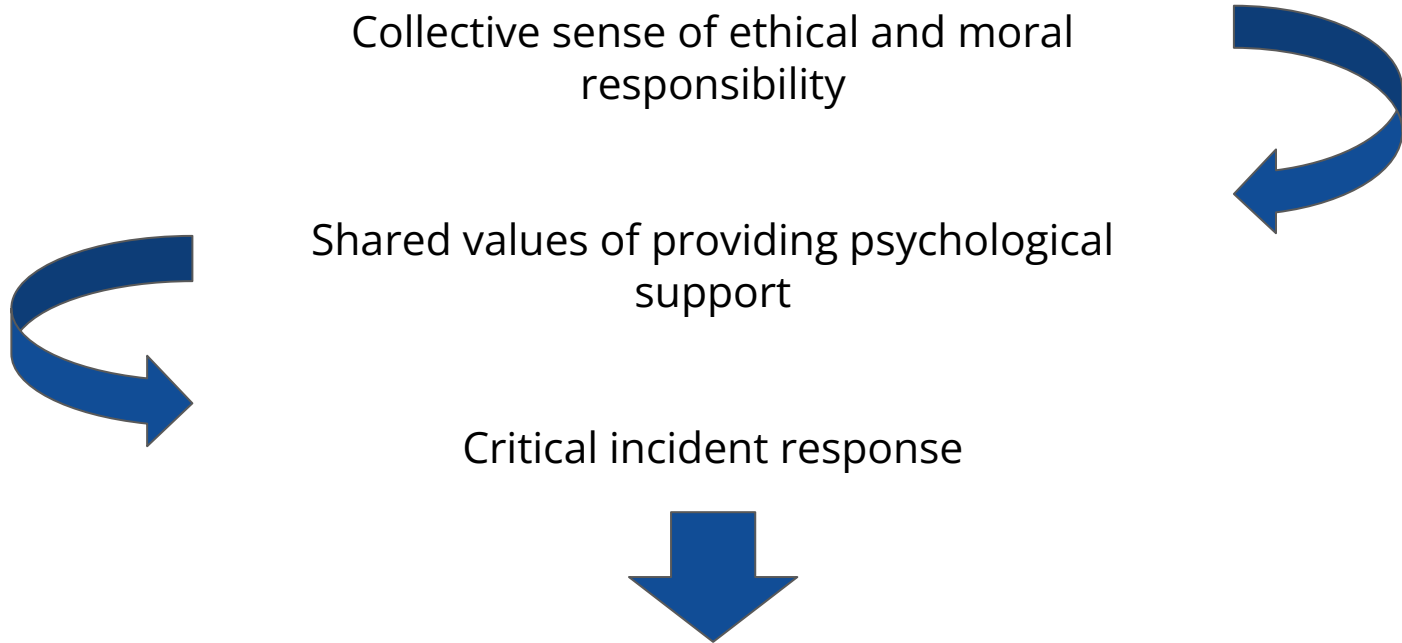 Collective sense of ethical and moral
responsibility
Shared values of providing psychological
support
Critical incident response